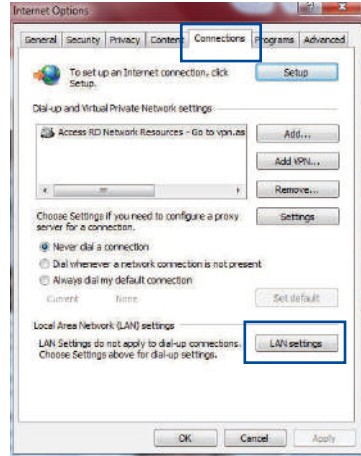 Internet Options
General Security Privacy Content Connections Programs Advanced
To set up an Internet connection, click Setup.
Setup
Dial-up and Virtual Private Network settings
Access RD Network Resources - Go to vpn.as
Add...
Add VPN...
Remove...
Choose Settings if you need to configure a proxy
server for a connection.
Settings
Never dial a connection
Dial whenever a network connection is not present
Always dial my default connection
Current None
Set default
Local Area Network (LAN) settings
LAN Settings do not apply to dial-up connections.
Choose Settings above for dial-up settings.
LAN settings
OK Cancel Apply